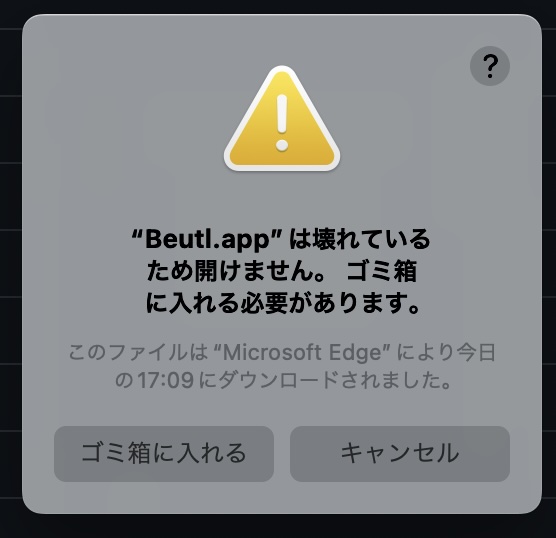 ?
“Beutl.app” は壊れている
ため開けません。 ゴミ箱
に入れる必要があります。
このファイルは “Microsoft Edge” により今日
の17:09にダウンロードされました。
ゴミ箱に入れる
キャンセル